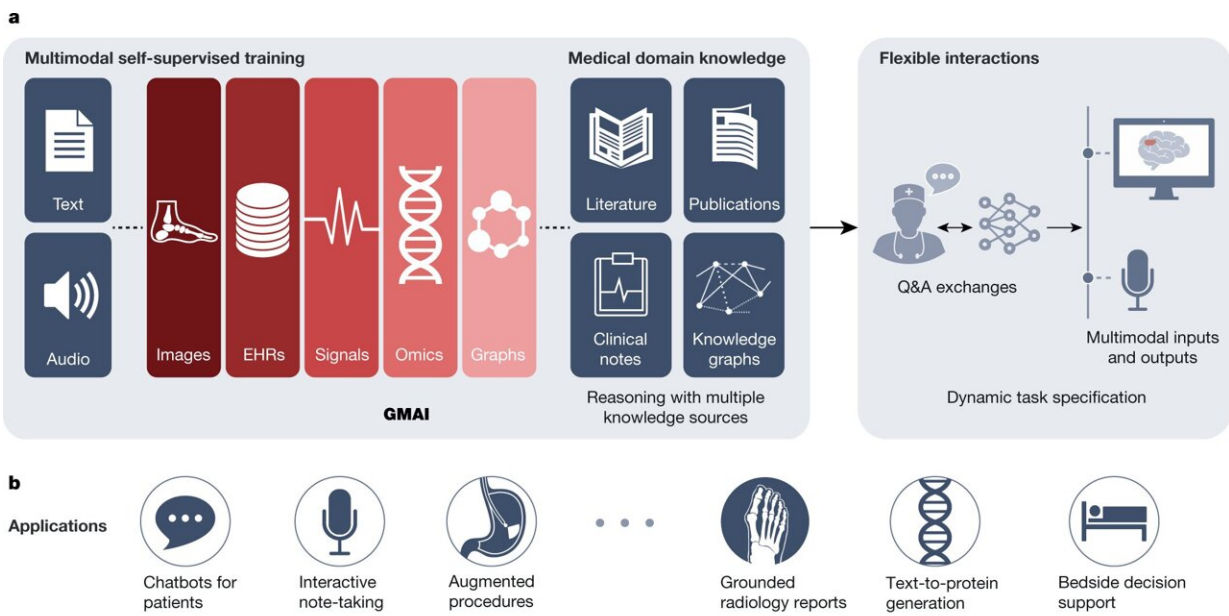 a
Multimodal self-supervised training
Medical domain knowledge
Flexible interactions
Text
Audio
Images
EHRs
Signals
Omics
Graphs
Literature
Publications
Clinical
notes
Knowledge
graphs
GMAI
Reasoning with multiple
knowledge sources
Q&A exchanges
Multimodal inputs
and outputs
Dynamic task specification
b
Applications
Chatbots for
patients
Interactive
note-taking
Augmented
procedures
Grounded
radiology reports
Text-to-protein
generation
Bedside decision
support